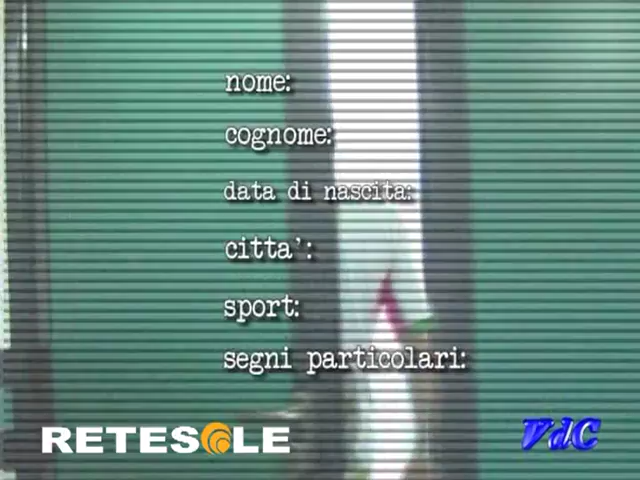 nome:
cognome:
data di nascita:
citta':
sport:
segni particolari:
RETESOLE
VdC